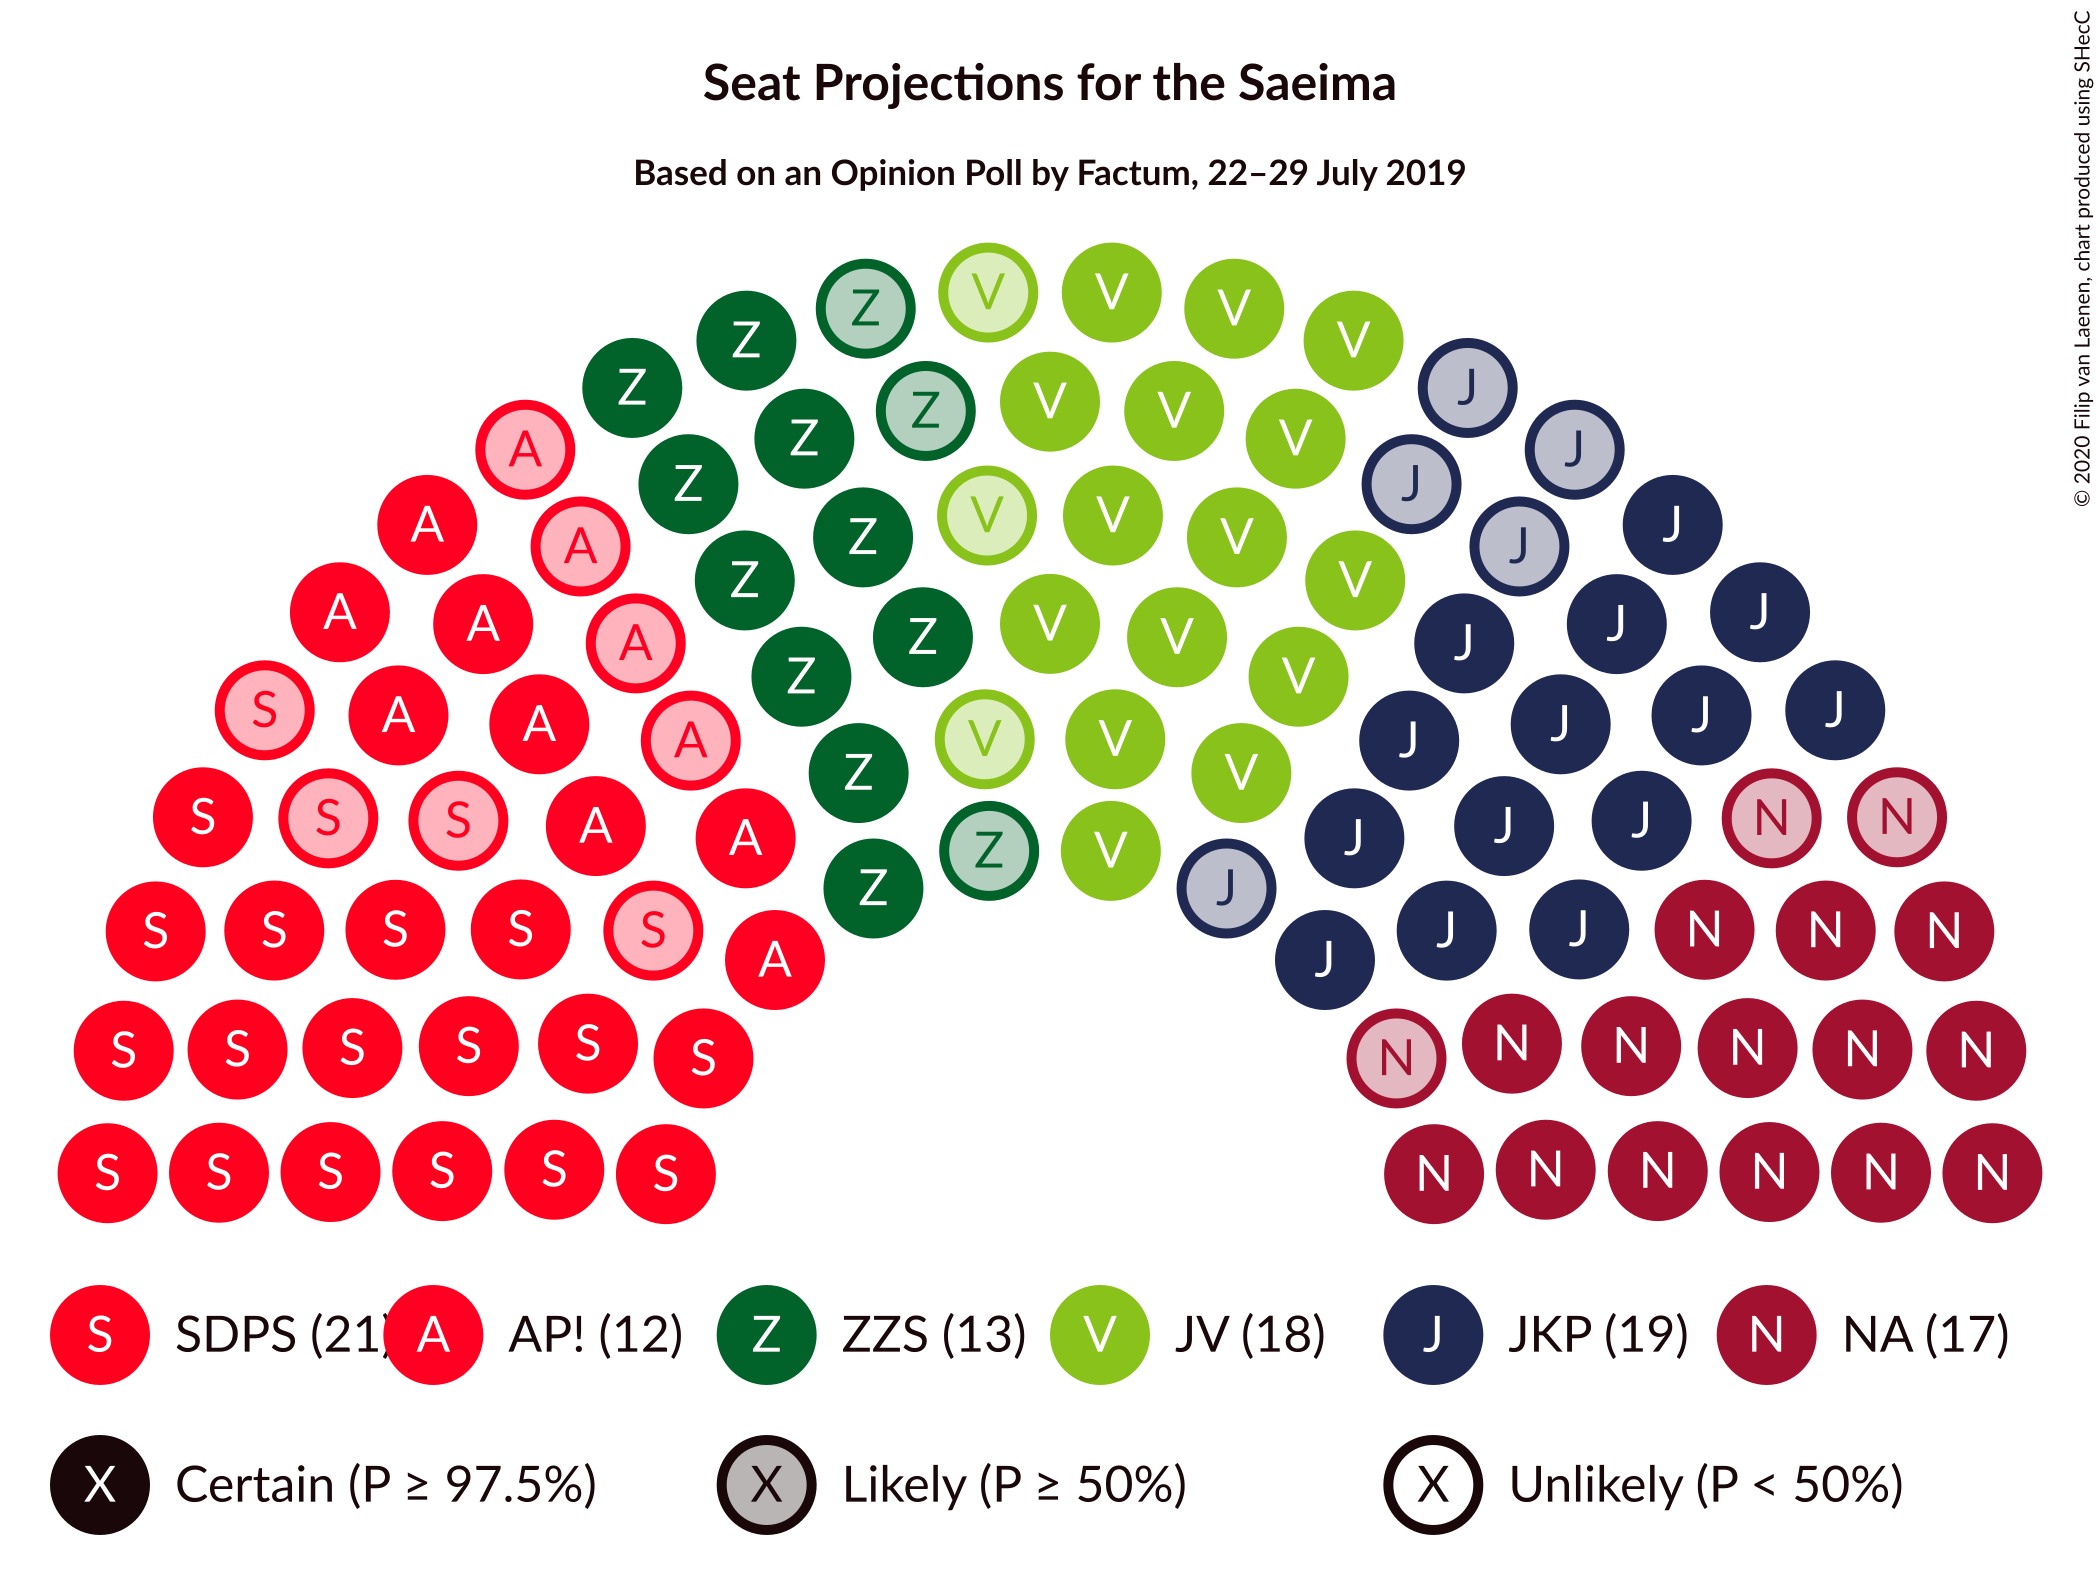 Seat Projections for the Saeima
Based on an Opinion Poll by Factum, 22–29 July 2019
© 2020 Filip van Laenen, chart produced using SHecC
Z V V V V
Z Z V V V J
Z Z V V V J J
A Z Z V V V J J
A A Z Z V V V J J
A A A Z Z V V J J J
S A A A Z Z V J J J J
S S S A A Z V J J J J N N
S S S S S A Z J J J J N N N
S S S S S S N N N N N N
S S S S S S N N N N N N
S SDPS (21) A AP! (12) Z ZZS (13) V JV (18) J JKP (19) N NA (17)
X Certain (P ≥ 97.5%) X Likely (P ≥ 50%) X Unlikely (P < 50%)